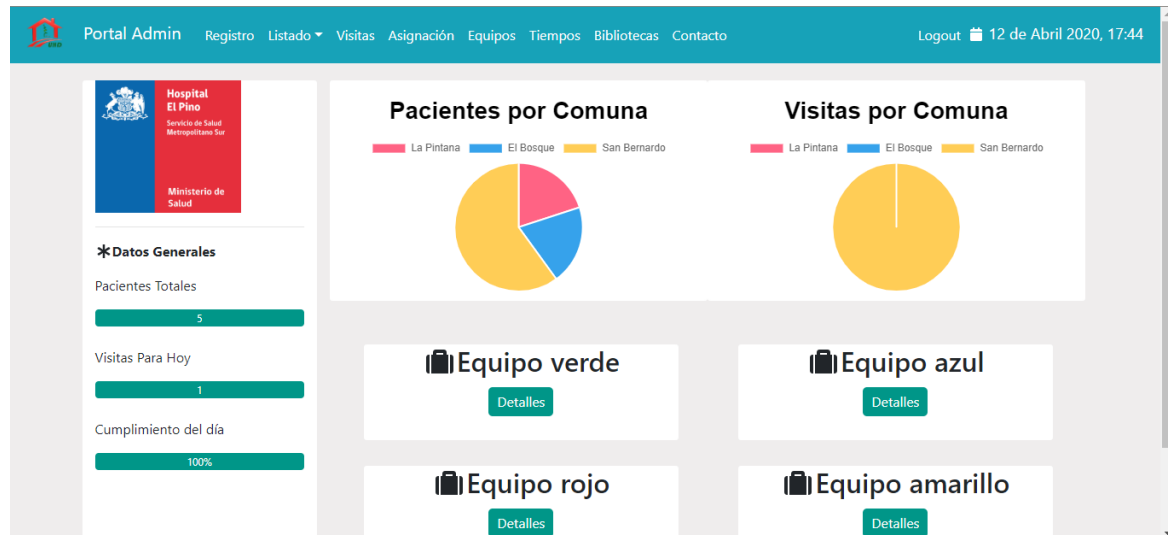 Portal Admin Registro Listado Visitas Asignación Equipos Tiempos Bibliotecas Contacto Logout 12 de Abril 2020, 17:44
Hospital
El Pino
Servicio de Salud
Metropolitano Sur
Ministerio de
Salud
Datos Generales
Pacientes Totales
5
Visitas Para Hoy
1
Cumplimiento del día
100%
Pacientes por Comuna
La Pintana El Bosque San Bernardo
Visitas por Comuna
La Pintana El Bosque San Bernardo
Equipo verde
Detalles
Equipo azul
Detalles
Equipo rojo
Detalles
Equipo amarillo
Detalles